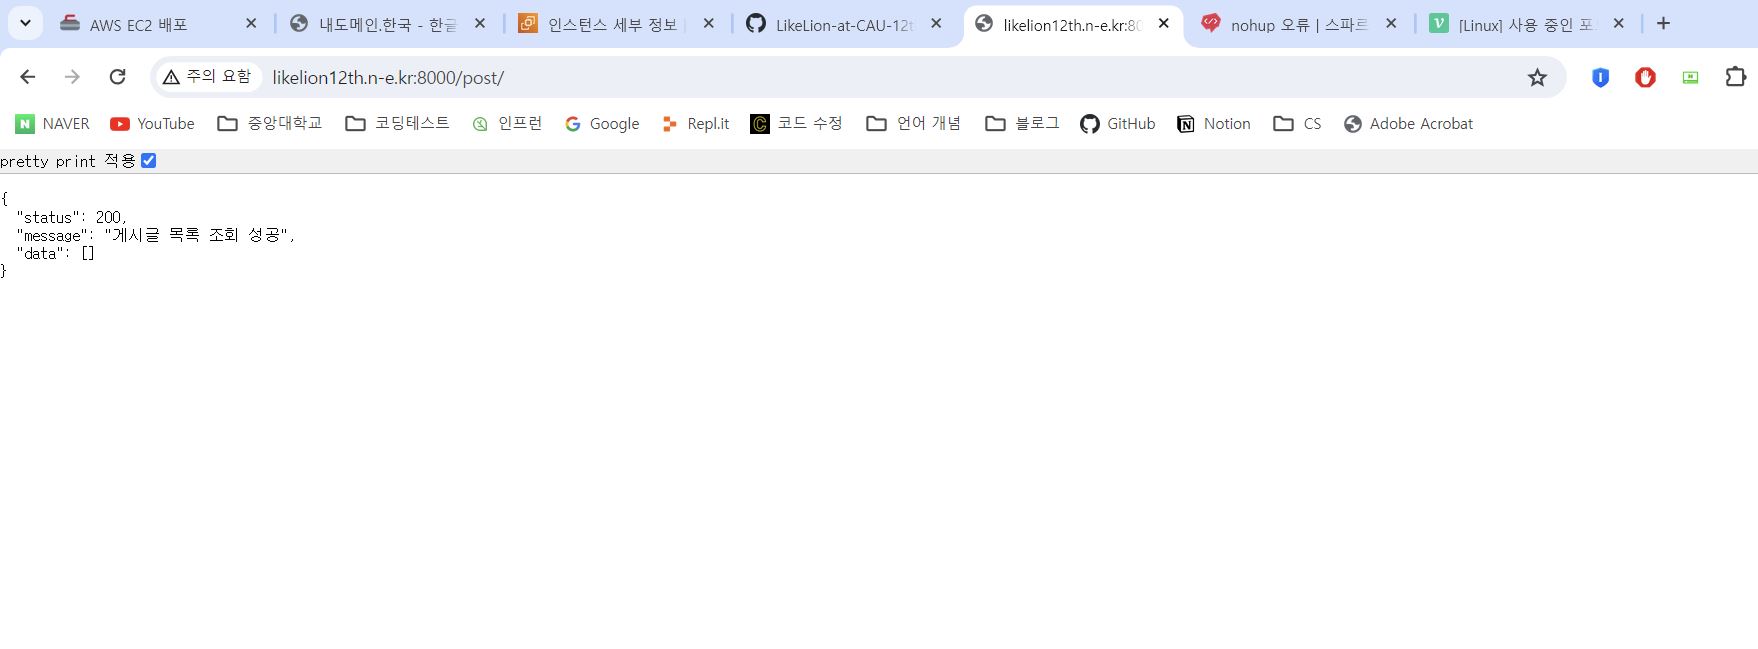 AWS EC2 배포
내도메인.한국 - 한글
인스턴스 세부 정보
LikeLion-at-CAU-12t
likelion12th.n-e.kr:80
nohup 오류 | 스파르
[Linux] 사용 중인 포
주의 요함 likelion12th.n-e.kr:8000/post/
NAVER YouTube 중앙대학교 코딩테스트 인프런 Google Repl.it 코드 수정 언어 개념 블로그 GitHub Notion CS Adobe Acrobat
pretty print 적용
{
"status": 200,
"message": "게시글 목록 조회 성공",
"data": []
}